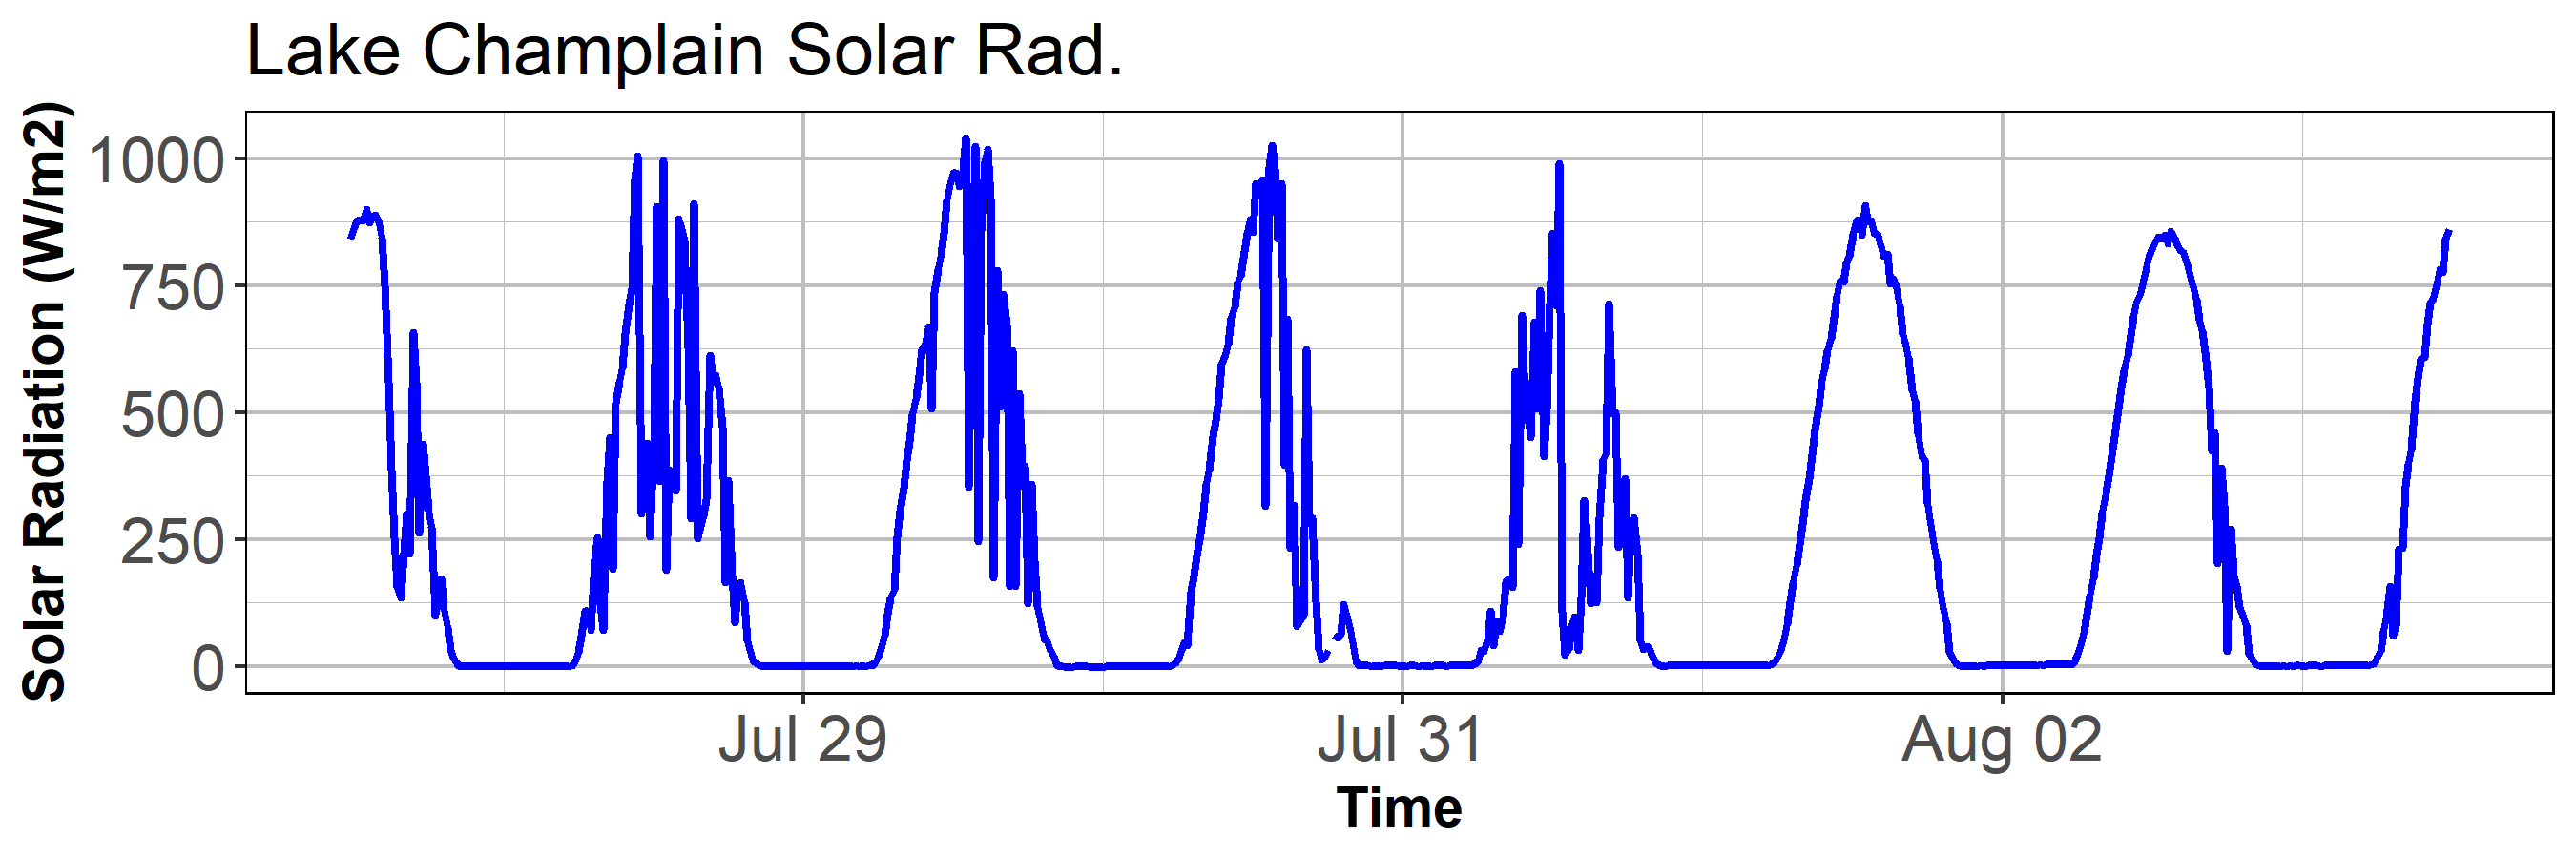 Lake Champlain Solar Rad.
Solar Radiation (W/m2)
1000
750
500
250
0
Jul 29 Jul 31 Aug 02
Time